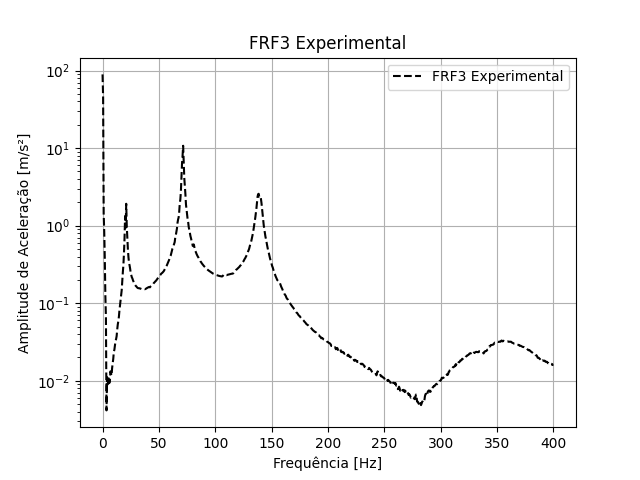 FRF3 Experimental
FRF3 Experimental
Amplitude de Aceleração [m/s²]
10²
10¹
10⁰
10⁻¹
10⁻²
0 50 100 150 200 250 300 350 400
Frequência [Hz]